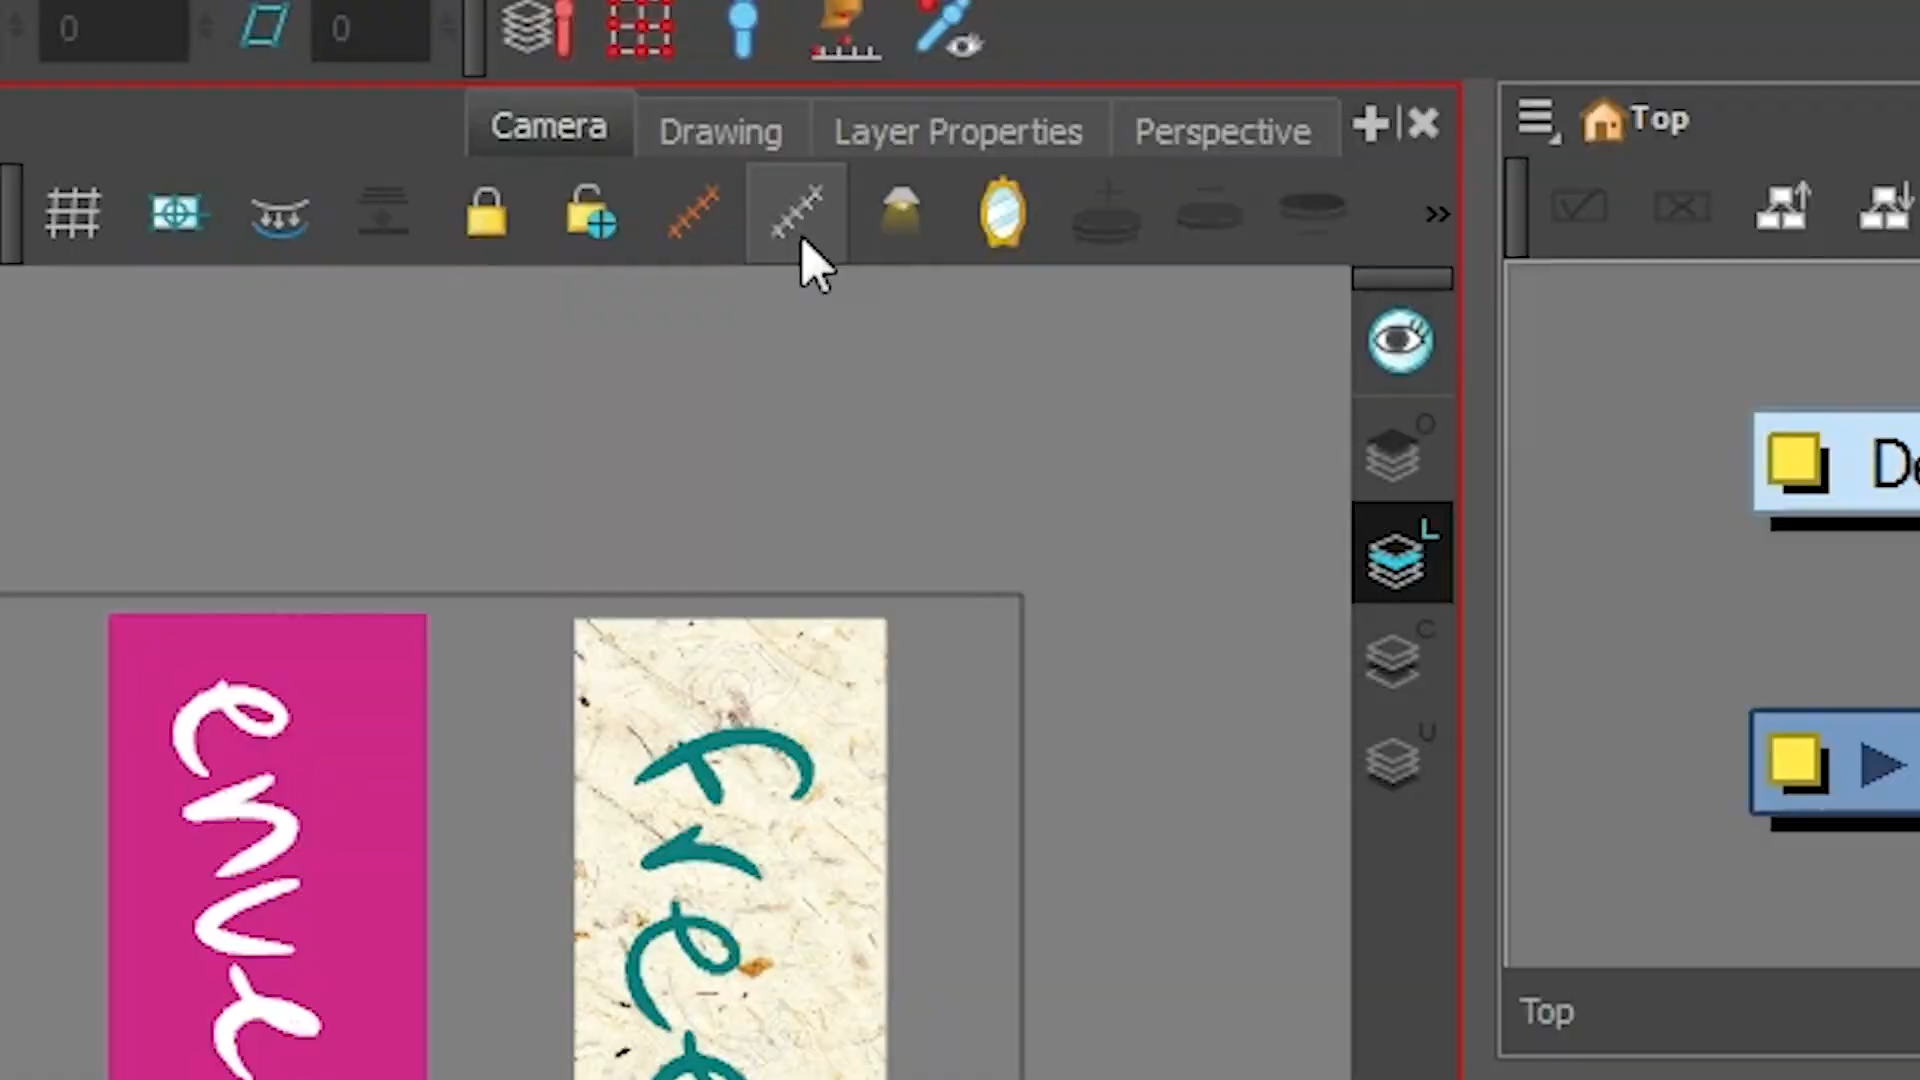 0
0
Camera
Drawing
Layer Properties
Perspective
Top
O
L
C
U
De
enve
free
Top